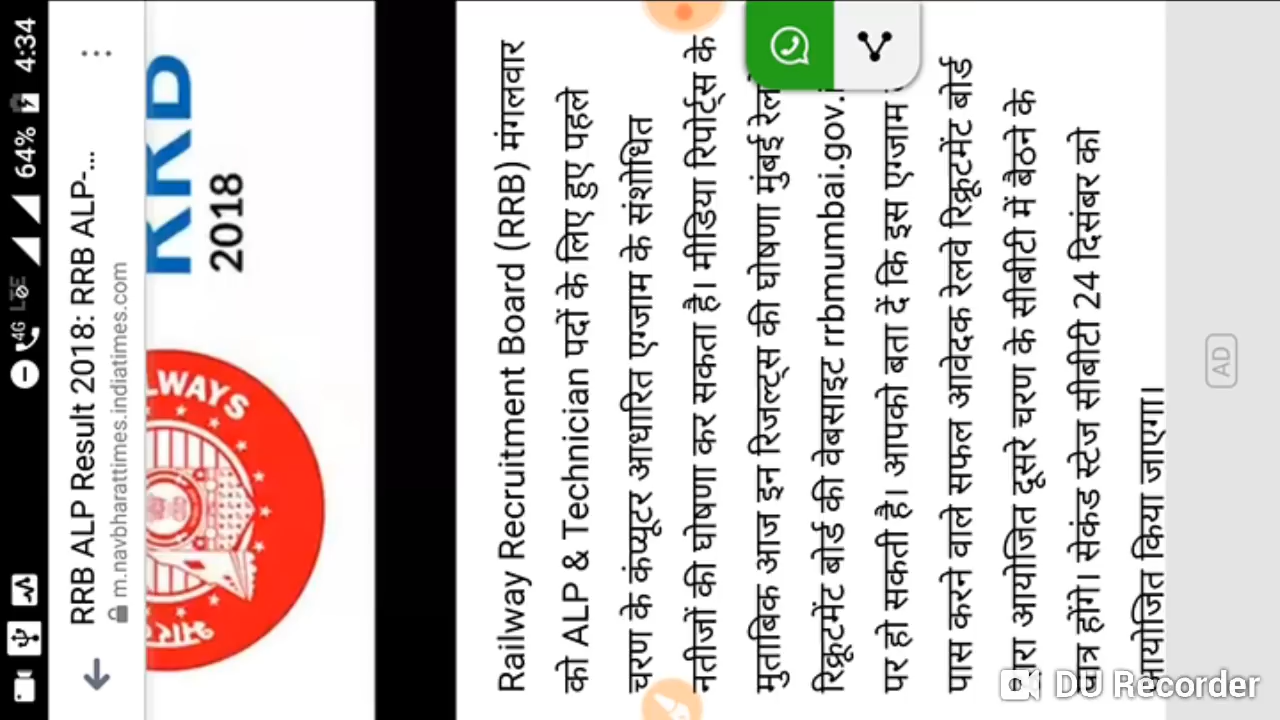 4:34
64%
4G LTE
RRB ALP Result 2018: RRB ALP-...
m.navbharattimes.indiatimes.com
RRB
2018
LWAYS
Railway Recruitment Board (RRB) मंगलवार
को ALP & Technician पदों के लिए हुए पहले
चरण के कंप्यूटर आधारित एग्जाम के संशोधित
नतीजों की घोषणा कर सकता है। मीडिया रिपोर्ट्स के
मुताबिक आज इन रिजल्ट्स की घोषणा मुंबई
रिक्रूटमेंट बोर्ड की वेबसाइट rrbmumbai.gov.i
पर हो सकती है। आपको बता दें कि इस एग्जाम
पास करने वाले सफल आवेदक रेलवे रिक्रूटमेंट बोर्ड
द्वारा आयोजित दूसरे चरण के सीबीटी में बैठने के
पात्र होंगे। सेकंड स्टेज सीबीटी 24 दिसंबर को
आयोजित किया जाएगा।
AD
DU Recorder